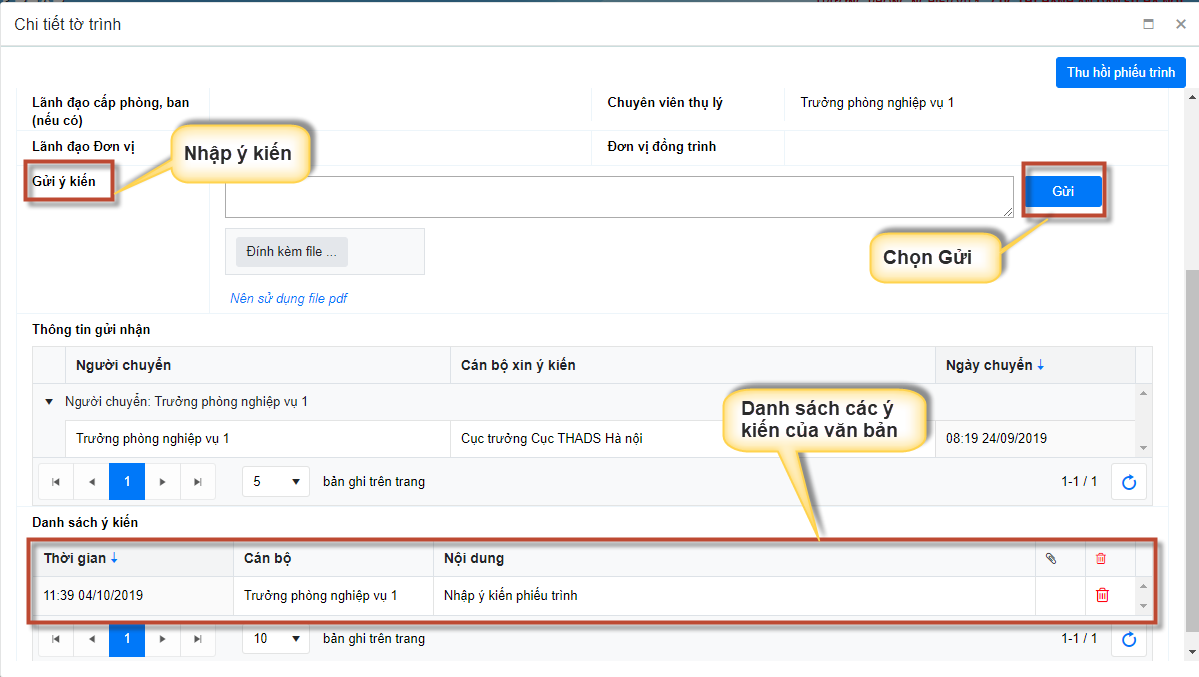 Chi tiết tờ trình
Thu hồi phiếu trình
Lãnh đạo cấp phòng, ban
(nếu có)
Chuyên viên thụ lý
Trưởng phòng nghiệp vụ 1
Lãnh đạo Đơn vị
Đơn vị đồng trình
Nhập ý kiến
Gửi ý kiến
Gửi
Đính kèm file ...
Chọn Gửi
Nên sử dụng file pdf
Thông tin gửi nhận
Người chuyển
Cán bộ xin ý kiến
Ngày chuyển
Người chuyển: Trưởng phòng nghiệp vụ 1
Danh sách các ý
kiến của văn bản
Trưởng phòng nghiệp vụ 1
Cục trưởng Cục THADS Hà nội
08:19 24/09/2019
1
5
bản ghi trên trang
1-1 / 1
Danh sách ý kiến
Thời gian
Cán bộ
Nội dung
11:39 04/10/2019
Trưởng phòng nghiệp vụ 1
Nhập ý kiến phiếu trình
1
10
bản ghi trên trang
1-1 / 1